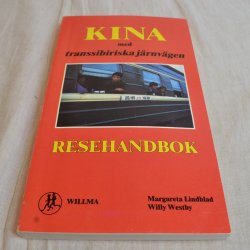 KINA
med
transsibiriska järnvägen
RESEHANDBOK
WILLMA
Margareta Lindblad
Willy Westby